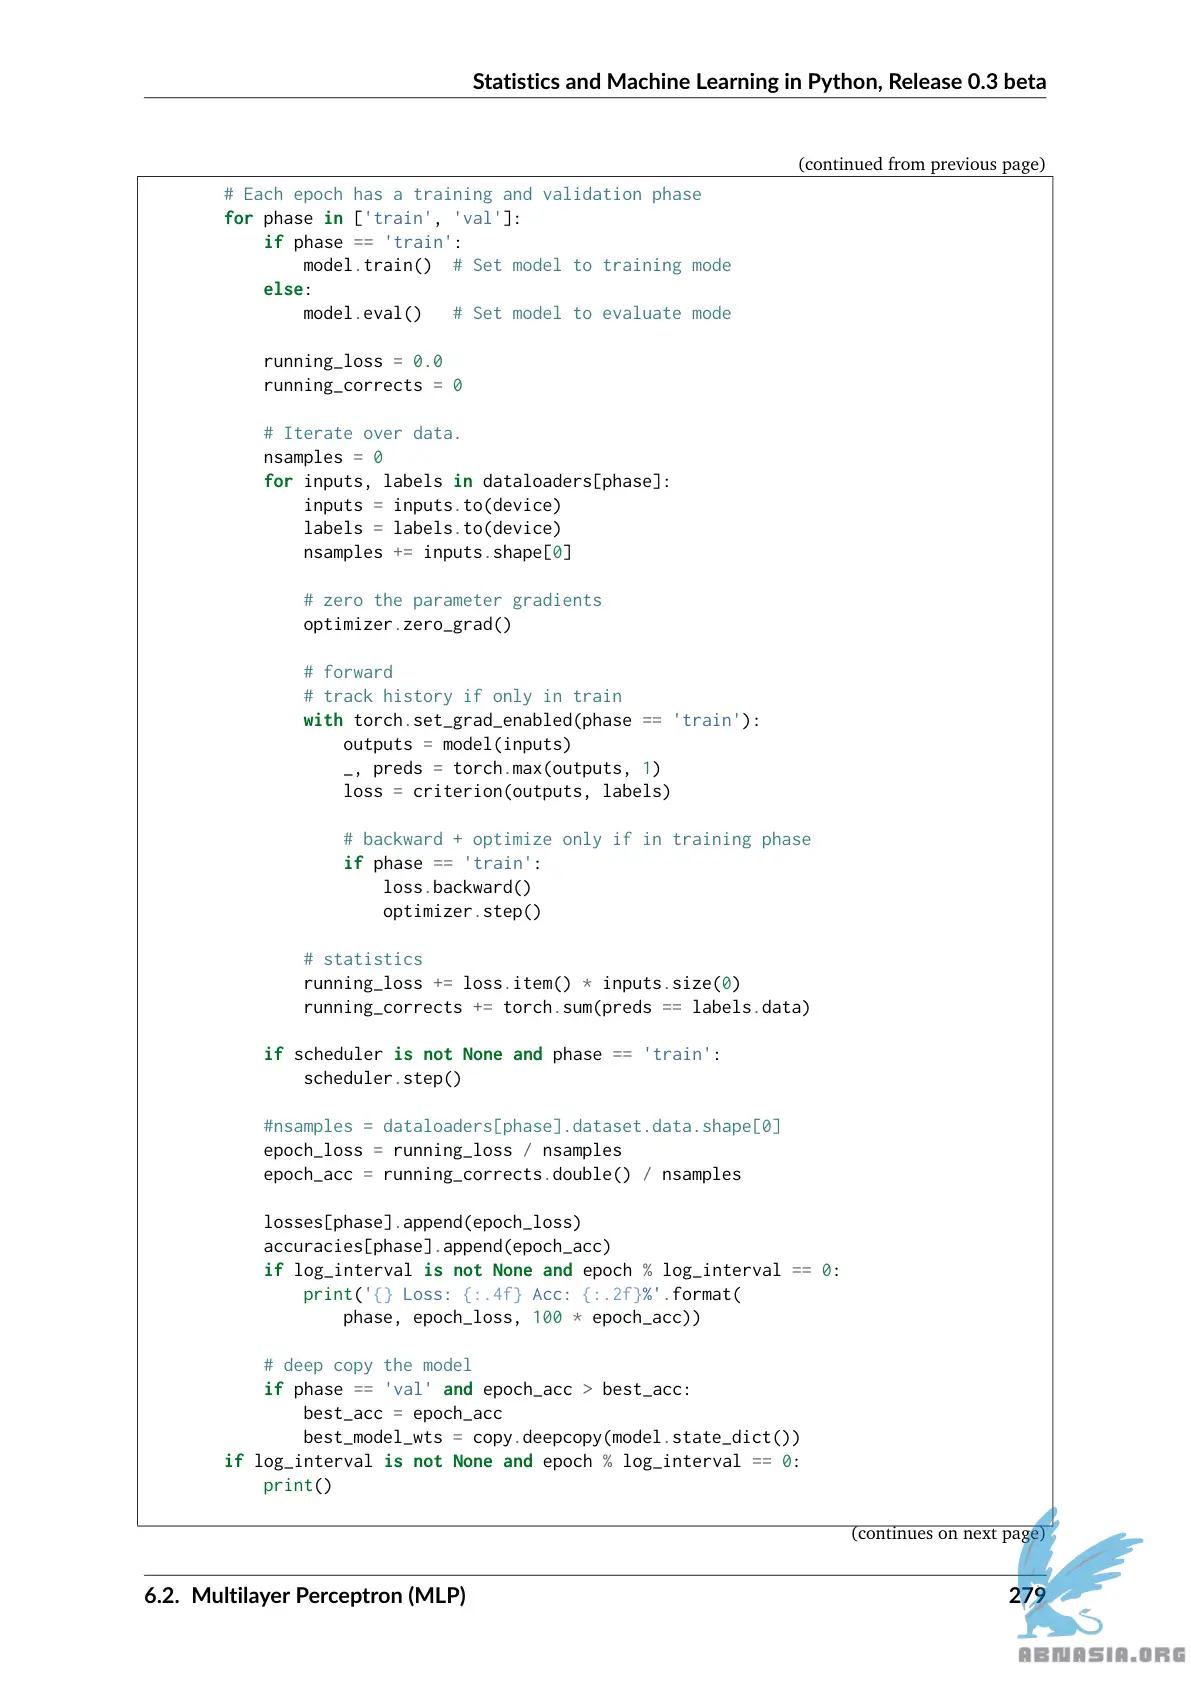 Statistics and Machine Learning in Python, Release 0.3 beta
(continued from previous page)
# Each epoch has a training and validation phase
for phase in ['train', 'val']:
    if phase == 'train':
        model.train()  # Set model to training mode
    else:
        model.eval()   # Set model to evaluate mode

    running_loss = 0.0
    running_corrects = 0

    # Iterate over data.
    nsamples = 0
    for inputs, labels in dataloaders[phase]:
        inputs = inputs.to(device)
        labels = labels.to(device)
        nsamples += inputs.shape[0]

        # zero the parameter gradients
        optimizer.zero_grad()

        # forward
        # track history if only in train
        with torch.set_grad_enabled(phase == 'train'):
            outputs = model(inputs)
            _, preds = torch.max(outputs, 1)
            loss = criterion(outputs, labels)

            # backward + optimize only if in training phase
            if phase == 'train':
                loss.backward()
                optimizer.step()

        # statistics
        running_loss += loss.item() * inputs.size(0)
        running_corrects += torch.sum(preds == labels.data)

    if scheduler is not None and phase == 'train':
        scheduler.step()

    #nsamples = dataloaders[phase].dataset.data.shape[0]
    epoch_loss = running_loss / nsamples
    epoch_acc = running_corrects.double() / nsamples

    losses[phase].append(epoch_loss)
    accuracies[phase].append(epoch_acc)
    if log_interval is not None and epoch % log_interval == 0:
        print('{} Loss: {:.4f} Acc: {:.2f}%'.format(
            phase, epoch_loss, 100 * epoch_acc))

    # deep copy the model
    if phase == 'val' and epoch_acc > best_acc:
        best_acc = epoch_acc
        best_model_wts = copy.deepcopy(model.state_dict())
if log_interval is not None and epoch % log_interval == 0:
    print()
(continues on next page)
6.2. Multilayer Perceptron (MLP) 279
ABNASIA.ORG